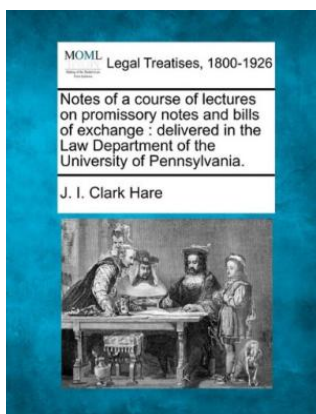 MOML Legal Treatises, 1800-1926
Notes of a course of lectures
on promissory notes and bills
of exchange : delivered in the
Law Department of the
University of Pennsylvania.
J. I. Clark Hare